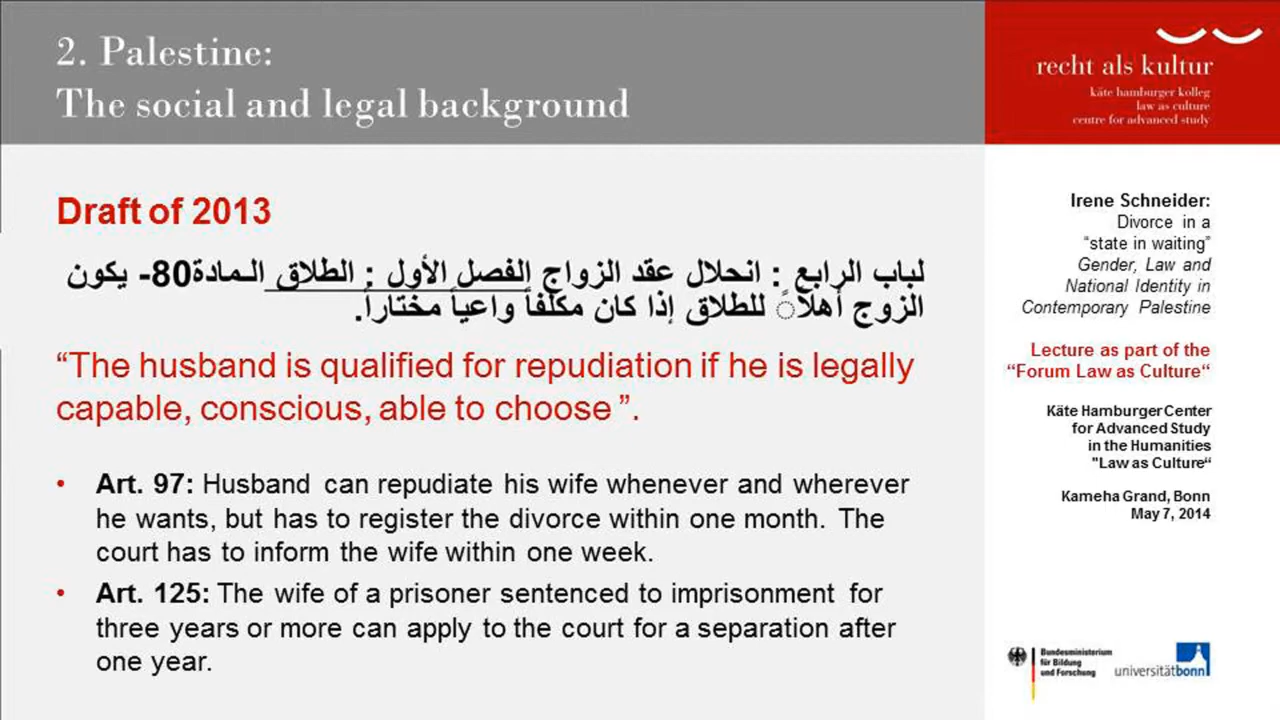 2. Palestine:
The social and legal background
recht als kultur
käte hamburger kolleg
law as culture
centre for advanced study
Draft of 2013
لباب الرابع : انحلال عقد الزواج الفصل الأول : الطلاق الـمادة80- يكون
الزوج أهلاً ً للطلاق إذا كان مكلفاً واعياً مختاراً.
“The husband is qualified for repudiation if he is legally
capable, conscious, able to choose ”.
• Art. 97: Husband can repudiate his wife whenever and wherever
he wants, but has to register the divorce within one month. The
court has to inform the wife within one week.
• Art. 125: The wife of a prisoner sentenced to imprisonment for
three years or more can apply to the court for a separation after
one year.
Irene Schneider:
Divorce in a
“state in waiting”
Gender, Law and
National Identity in
Contemporary Palestine
Lecture as part of the
“Forum Law as Culture“
Käte Hamburger Center
for Advanced Study
in the Humanities
"Law as Culture“
Kameha Grand, Bonn
May 7, 2014
Bundesministerium
für Bildung
und Forschung
universitätbonn